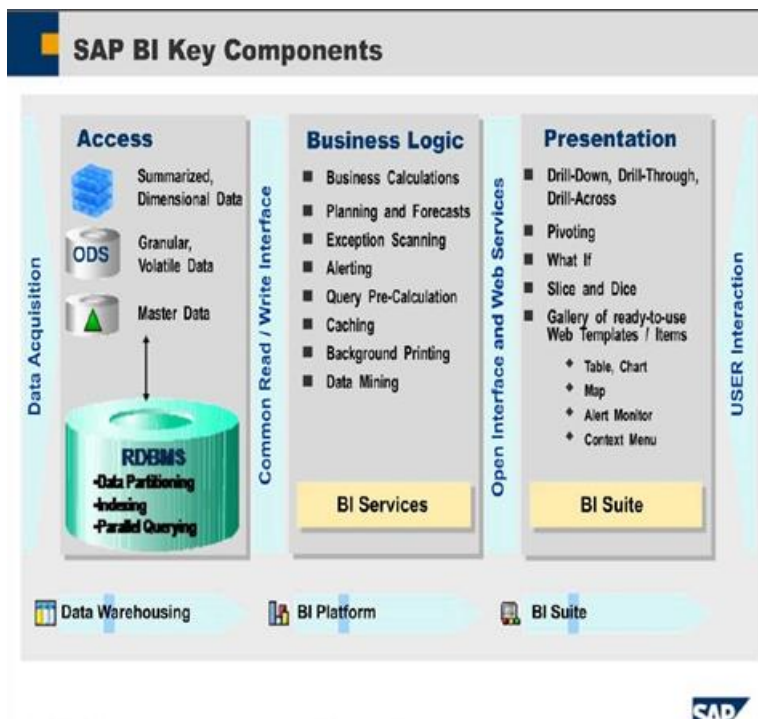 SAP BI Key Components
Data Acquisition
Access
Summarized,
Dimensional Data
ODS
Granular,
Volatile Data
Master Data
RDBMS
-Data Partitioning
-Indexing
-Parallel Querying
Common Read / Write Interface
Business Logic
■ Business Calculations
■ Planning and Forecasts
■ Exception Scanning
■ Alerting
■ Query Pre-Calculation
■ Caching
■ Background Printing
■ Data Mining
BI Services
Open Interface and Web Services
Presentation
■ Drill-Down, Drill-Through,
Drill-Across
■ Pivoting
■ What If
■ Slice and Dice
■ Gallery of ready-to-use
Web Templates / Items
◆ Table, Chart
◆ Map
◆ Alert Monitor
◆ Context Menu
BI Suite
USER Interaction
Data Warehousing
BI Platform
BI Suite
SAP